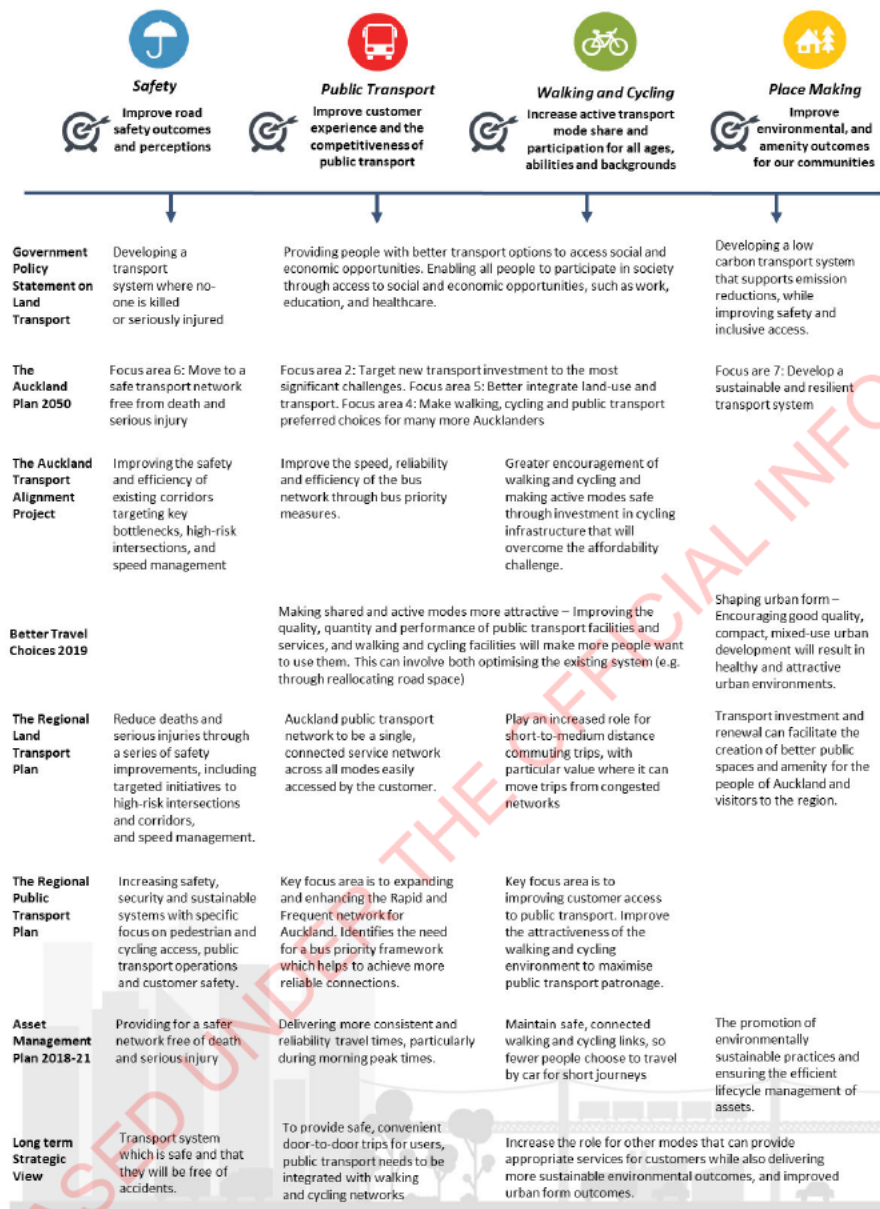 Safety
Improve road
safety outcomes
and perceptions
Public Transport
Improve customer
experience and the
competitiveness of
public transport
Walking and Cycling
Increase active transport
mode share and
participation for all ages,
abilities and backgrounds
Place Making
Improve
environmental, and
amenity outcomes
for our communities
Government
Policy
Statement on
Land
Transport
Developing a
transport
system where no-
one is killed
or seriously injured
Providing people with better transport options to access social and
economic opportunities. Enabling all people to participate in society
through access to social and economic opportunities, such as work,
education, and healthcare.
Developing a low
carbon transport system
that supports emission
reductions, while
improving safety and
inclusive access.
The
Auckland
Plan 2050
Focus area 6: Move to a
safe transport network
free from death and
serious injury
Focus area 2: Target new transport investment to the most
significant challenges. Focus area 5: Better integrate land-use and
transport. Focus area 4: Make walking, cycling and public transport
preferred choices for many more Aucklanders
Focus are 7: Develop a
sustainable and resilient
transport system
The Auckland
Transport
Alignment
Project
Improving the safety
and efficiency of
existing corridors
targeting key
bottlenecks, high-risk
intersections, and
speed management
Improve the speed, reliability
and efficiency of the bus
network through bus priority
measures.
Greater encouragement of
walking and cycling and
making active modes safe
through investment in cycling
infrastructure that will
overcome the affordability
challenge.
Better Travel
Choices 2019
Making shared and active modes more attractive – Improving the
quality, quantity and performance of public transport facilities and
services, and walking and cycling facilities will make more people want
to use them. This can involve both optimising the existing system (e.g.
through reallocating road space)
Shaping urban form –
Encouraging good quality,
compact, mixed-use urban
development will result in
healthy and attractive
urban environments.
The Regional
Land
Transport
Plan
Reduce deaths and
serious injuries through
a series of safety
improvements, including
targeted initiatives to
high-risk intersections
and corridors,
and speed management.
Auckland public transport
network to be a single,
connected service network
across all modes easily
accessed by the customer.
Play an increased role for
short-to-medium distance
commuting trips, with
particular value where it can
move trips from congested
networks
Transport investment and
renewal can facilitate the
creation of better public
spaces and amenity for the
people of Auckland and
visitors to the region.
The Regional
Public
Transport
Plan
Increasing safety,
security and sustainable
systems with specific
focus on pedestrian and
cycling access, public
transport operations
and customer safety.
Key focus area is to expanding
and enhancing the Rapid and
Frequent network for
Auckland. Identifies the need
for a bus priority framework
which helps to achieve more
reliable connections.
Key focus area is to
improving customer access
to public transport. Improve
the attractiveness of the
walking and cycling
environment to maximise
public transport patronage.
Asset
Management
Plan 2018-21
Providing for a safer
network free of death
and serious injury
Delivering more consistent and
reliability travel times, particularly
during morning peak times.
Maintain safe, connected
walking and cycling links, so
fewer people choose to travel
by car for short journeys
The promotion of
environmentally
sustainable practices and
ensuring the efficient
lifecycle management of
assets.
Long term
Strategic
View
Transport system
which is safe and that
they will be free of
accidents.
To provide safe, convenient
door-to-door trips for users,
public transport needs to be
integrated with walking
and cycling networks
Increase the role for other modes that can provide
appropriate services for customers while also delivering
more sustainable environmental outcomes, and improved
urban form outcomes.
ASED UNDER THE OFFICIAL INFO